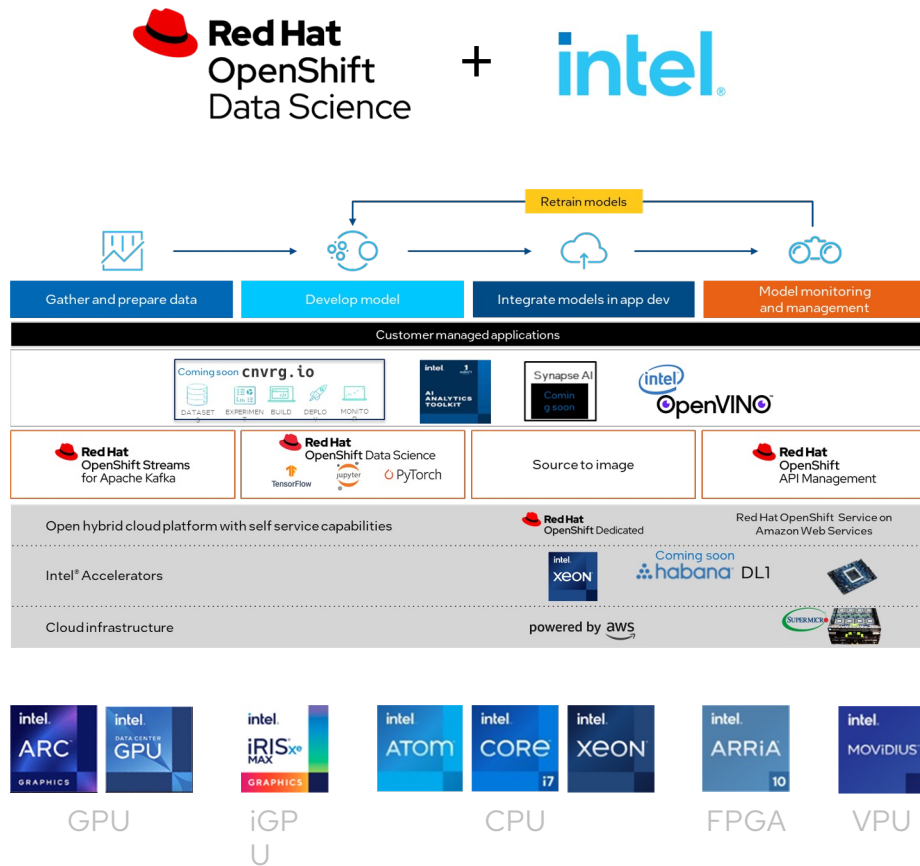 Red Hat
OpenShift
Data Science
+
intel.
Retrain models
Gather and prepare data
Develop model
Integrate models in app dev
Model monitoring
and management
Customer managed applications
Coming soon cnvrg.io
DATASET
EXPERIMEN
BUILD
DEPLO
MONITO
intel
AI
ANALYTICS
TOOLKIT
Synapse AI
Comin
g soon
intel
OpenVINO
Red Hat
OpenShift Streams
for Apache Kafka
Red Hat
OpenShift Data Science
TensorFlow
jupyter
PyTorch
Source to image
Red Hat
OpenShift
API Management
Open hybrid cloud platform with self service capabilities
Red Hat
OpenShift Dedicated
Red Hat OpenShift Service on
Amazon Web Services
Intel® Accelerators
intel.
XEON
Coming soon
habana DL1
Cloud infrastructure
powered by aws
SUPERMICRO
intel.
ARC
GRAPHICS
intel.
DATA CENTER
GPU
intel.
iRIS Xe
MAX
GRAPHICS
intel.
ATOM
intel.
CORE
i7
intel.
XEON
intel.
ARRiA
10
intel.
MOViDiUS
GPU
iGP
U
CPU
FPGA
VPU